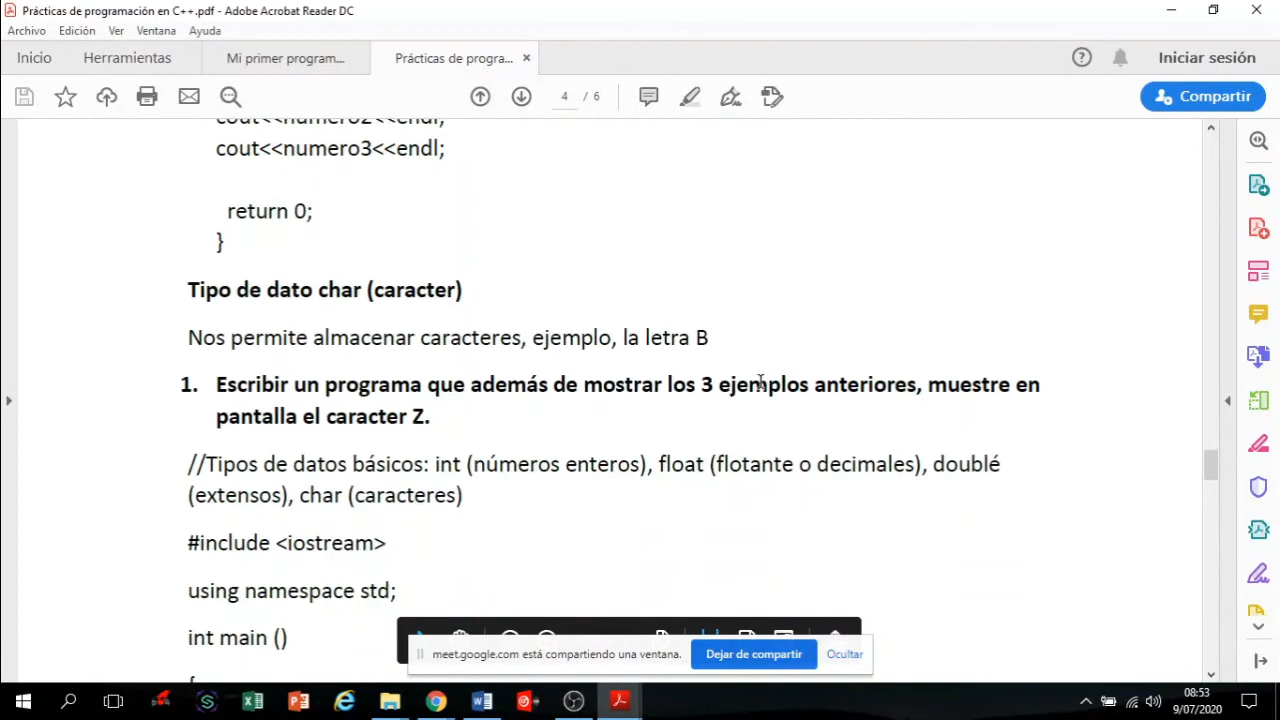 Prácticas de programación en C++.pdf - Adobe Acrobat Reader DC
Archivo Edición Ver Ventana Ayuda
Inicio Herramientas Mi primer program... Prácticas de progra... × Iniciar sesión
4 / 6 Compartir
cout<<numero2<<endl;
cout<<numero3<<endl;
return 0;
}
Tipo de dato char (caracter)
Nos permite almacenar caracteres, ejemplo, la letra B
1. Escribir un programa que además de mostrar los 3 ejemplos anteriores, muestre en
pantalla el caracter Z.
//Tipos de datos básicos: int (números enteros), float (flotante o decimales), doublé
(extensos), char (caracteres)
#include <iostream>
using namespace std;
int main ()
meet.google.com está compartiendo una ventana. Dejar de compartir Ocultar
08:53
9/07/2020